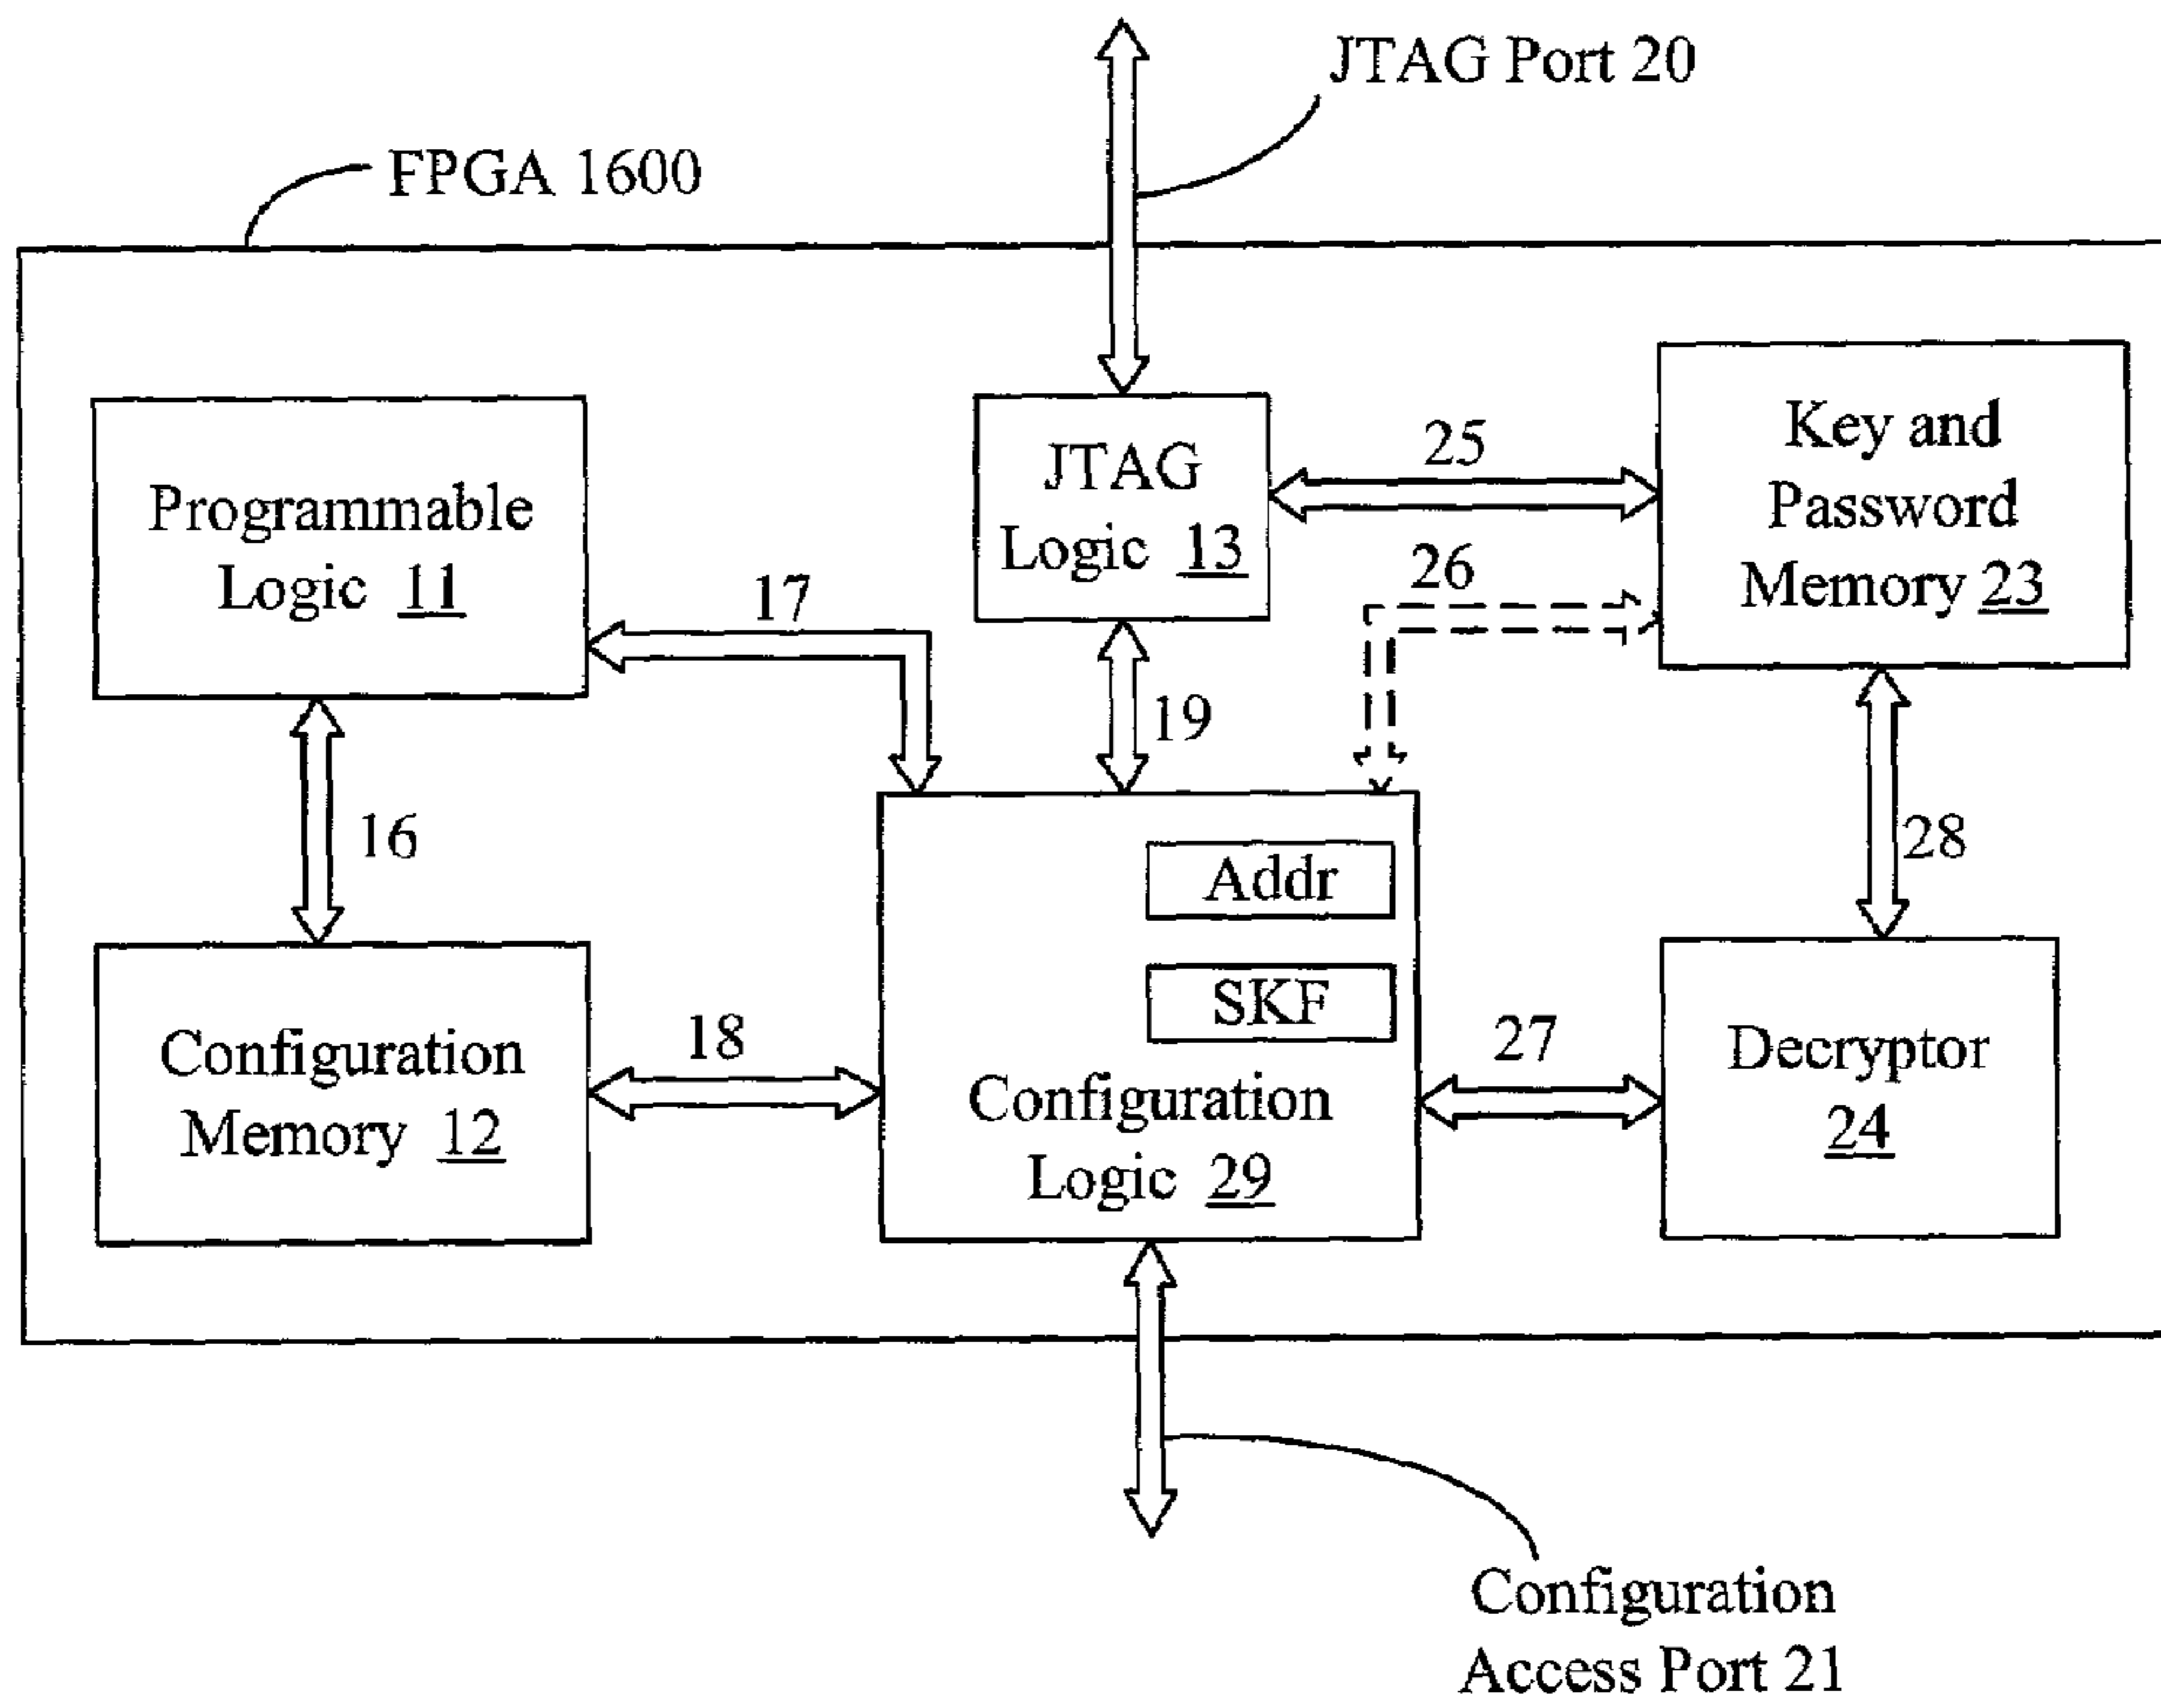 JTAG Port 20
FPGA 1600
Programmable
Logic 11
JTAG
Logic 13
25
Key and
Password
Memory 23
26
17
19
16
28
Addr
SKF
Configuration
Logic 29
Configuration
Memory 12
18
27
Decryptor
24
Configuration
Access Port 21